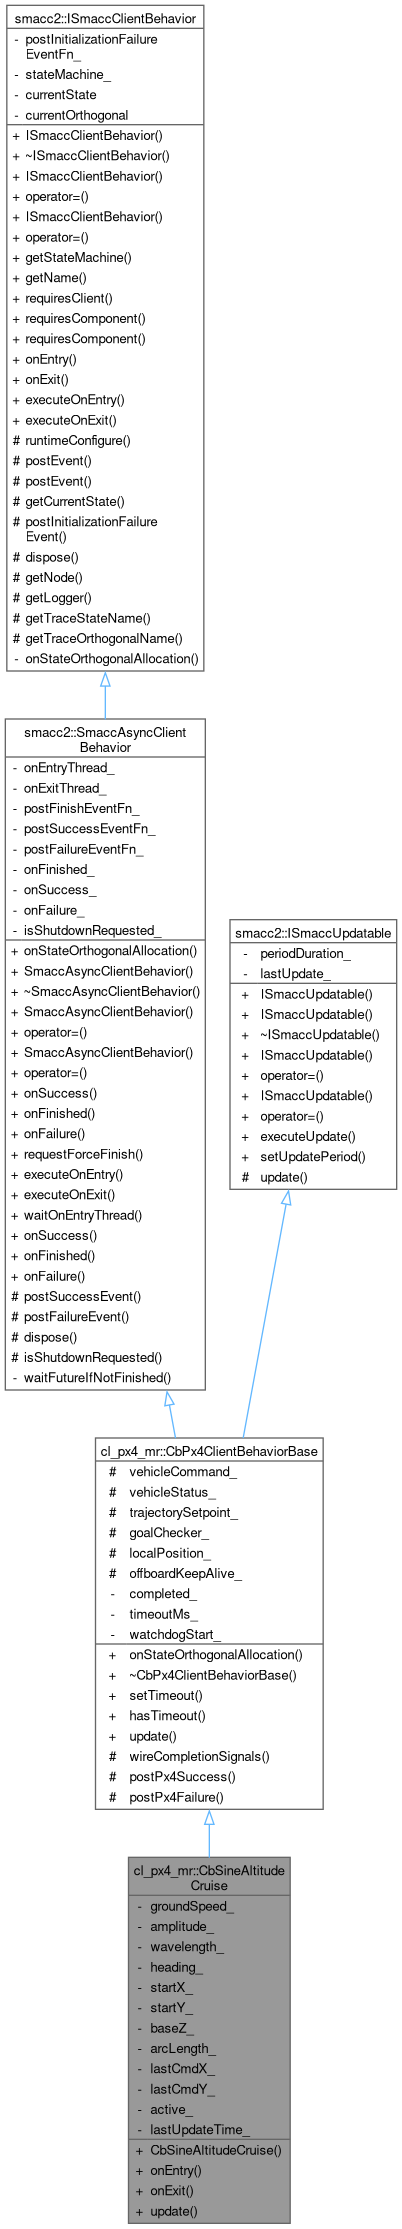 smacc2::ISmaccClientBehavior
- postInitializationFailure
EventFn_
- stateMachine_
- currentState
- currentOrthogonal
+ ISmaccClientBehavior()
+ ~ISmaccClientBehavior()
+ ISmaccClientBehavior()
+ operator=()
+ ISmaccClientBehavior()
+ operator=()
+ getStateMachine()
+ getName()
+ requiresClient()
+ requiresComponent()
+ requiresComponent()
+ onEntry()
+ onExit()
+ executeOnEntry()
+ executeOnExit()
# runtimeConfigure()
# postEvent()
# postEvent()
# getCurrentState()
# postInitializationFailure
Event()
# dispose()
# getNode()
# getLogger()
# getTraceStateName()
# getTraceOrthogonalName()
- onStateOrthogonalAllocation()
smacc2::SmaccAsyncClient
Behavior
- onEntryThread_
- onExitThread_
- postFinishEventFn_
- postSuccessEventFn_
- postFailureEventFn_
- onFinished_
- onSuccess_
- onFailure_
- isShutdownRequested_
+ onStateOrthogonalAllocation()
+ SmaccAsyncClientBehavior()
+ ~SmaccAsyncClientBehavior()
+ SmaccAsyncClientBehavior()
+ operator=()
+ SmaccAsyncClientBehavior()
+ operator=()
+ onSuccess()
+ onFinished()
+ onFailure()
+ requestForceFinish()
+ executeOnEntry()
+ executeOnExit()
+ waitOnEntryThread()
+ onSuccess()
+ onFinished()
+ onFailure()
# postSuccessEvent()
# postFailureEvent()
# dispose()
# isShutdownRequested()
- waitFutureIfNotFinished()
smacc2::ISmaccUpdatable
- periodDuration_
- lastUpdate_
+ ISmaccUpdatable()
+ ISmaccUpdatable()
+ ~ISmaccUpdatable()
+ ISmaccUpdatable()
+ operator=()
+ ISmaccUpdatable()
+ operator=()
+ executeUpdate()
+ setUpdatePeriod()
# update()
cl_px4_mr::CbPx4ClientBehaviorBase
# vehicleCommand_
# vehicleStatus_
# trajectorySetpoint_
# goalChecker_
# localPosition_
# offboardKeepAlive_
- completed_
- timeoutMs_
- watchdogStart_
+ onStateOrthogonalAllocation()
+ ~CbPx4ClientBehaviorBase()
+ setTimeout()
+ hasTimeout()
+ update()
# wireCompletionSignals()
# postPx4Success()
# postPx4Failure()
cl_px4_mr::CbSineAltitude
Cruise
- groundSpeed_
- amplitude_
- wavelength_
- heading_
- startX_
- startY_
- baseZ_
- arcLength_
- lastCmdX_
- lastCmdY_
- active_
- lastUpdateTime_
+ CbSineAltitudeCruise()
+ onEntry()
+ onExit()
+ update()